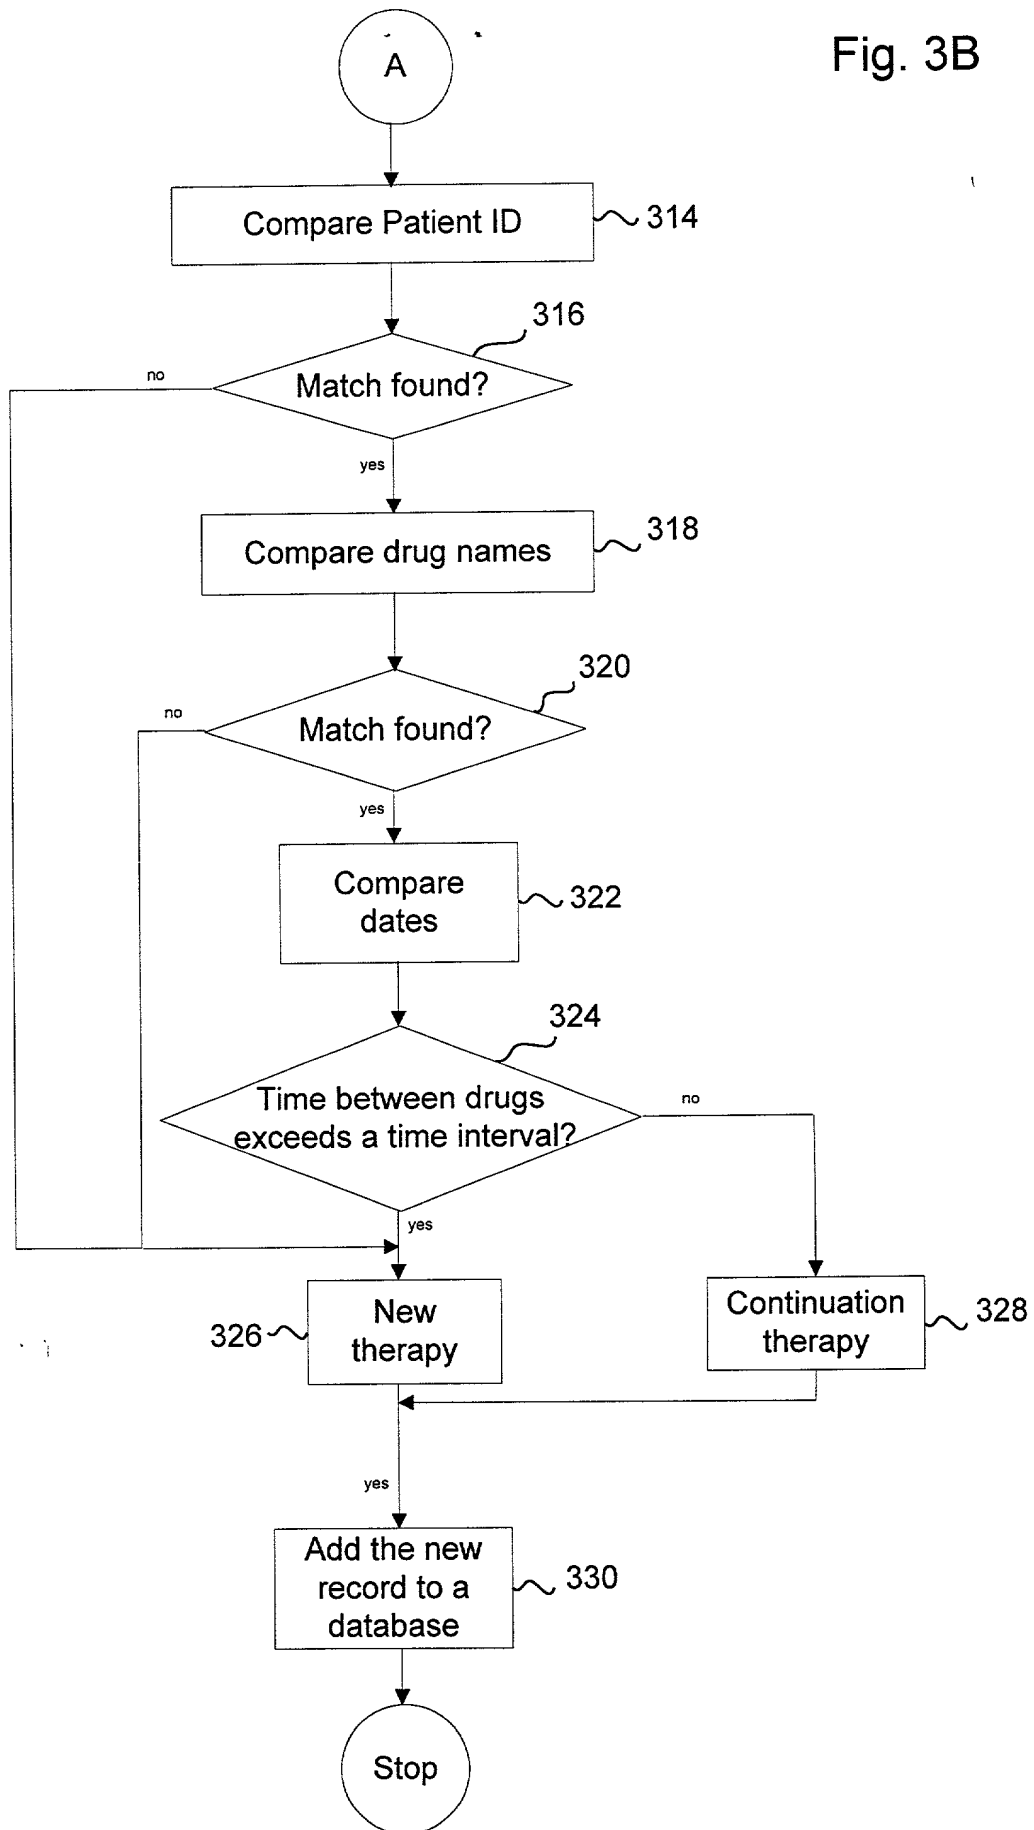 Fig. 3B
A
Compare Patient ID
314
316
no
Match found?
yes
Compare drug names
318
320
no
Match found?
yes
Compare
dates
322
324
Time between drugs
exceeds a time interval?
no
yes
New
therapy
326
Continuation
therapy
328
yes
Add the new
record to a
database
330
Stop